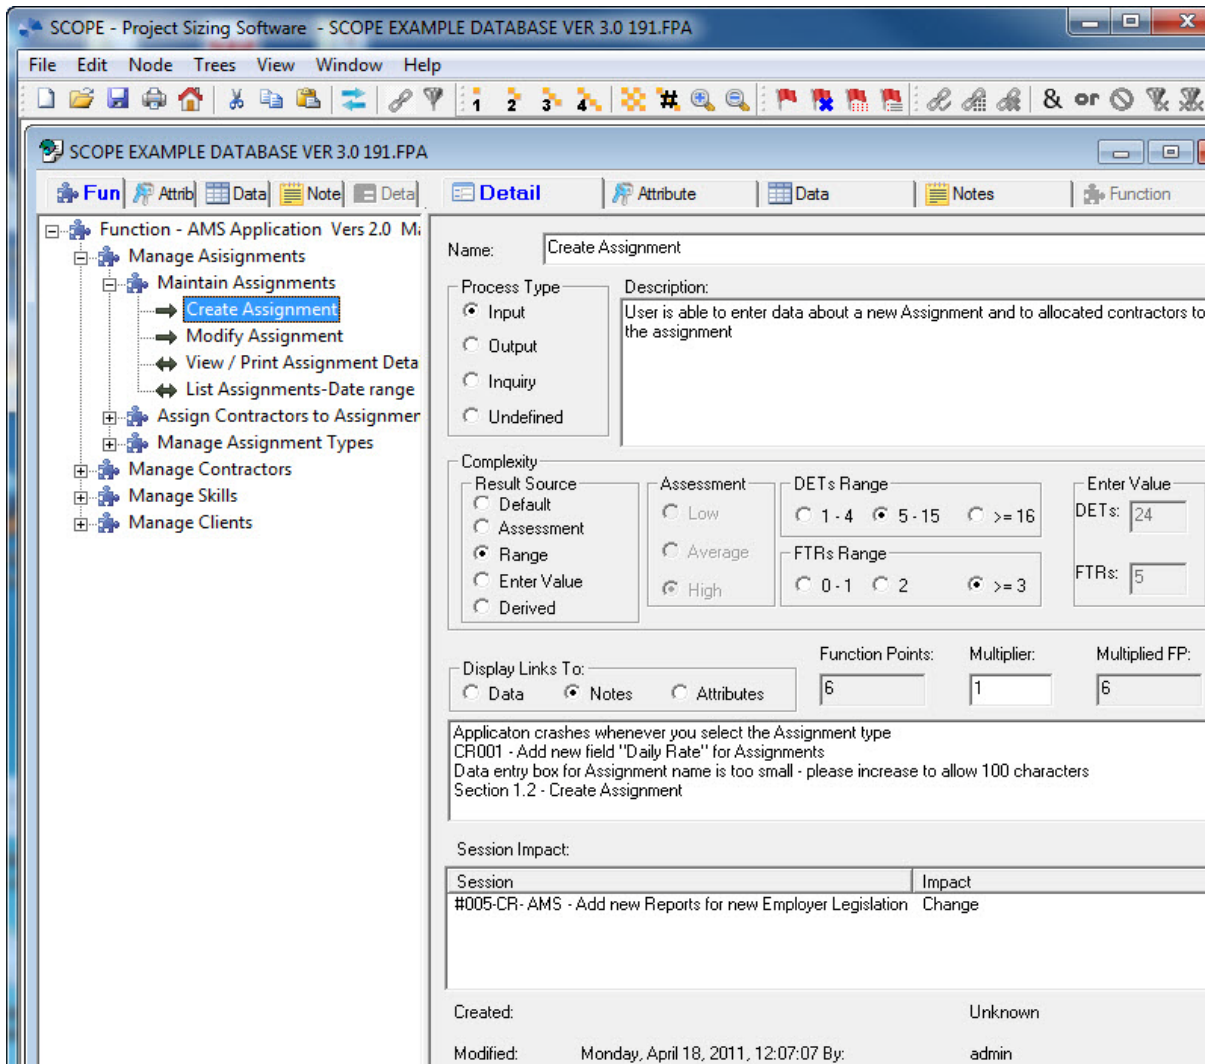 SCOPE - Project Sizing Software - SCOPE EXAMPLE DATABASE VER 3.0 191.FPA
File Edit Node Trees View Window Help
1 2 3 4 # & or
SCOPE EXAMPLE DATABASE VER 3.0 191.FPA
Fun Attrib Data Note Deta
Detail Attribute Data Notes Function
Function - AMS Application Vers 2.0
Manage Asisignments
Maintain Assignments
Create Assignment
Modify Assignment
View / Print Assignment Deta
List Assignments-Date range
Assign Contractors to Assignmer
Manage Assignment Types
Manage Contractors
Manage Skills
Manage Clients
Name: Create Assignment
Process Type
Input
Output
Inquiry
Undefined
Description:
User is able to enter data about a new Assignment and to allocated contractors to
the assignment
Complexity
Result Source
Default
Assessment
Range
Enter Value
Derived
Assessment
Low
Average
High
DETs Range
1 - 4 5 - 15 >= 16
FTRs Range
0 - 1 2 >= 3
Enter Value
DETs: 24
FTRs: 5
Display Links To:
Data Notes Attributes
Function Points: Multiplier: Multiplied FP:
6 1 6
Applicaton crashes whenever you select the Assignment type
CR001 - Add new field "Daily Rate" for Assignments
Data entry box for Assignment name is too small - please increase to allow 100 characters
Section 1.2 - Create Assignment
Session Impact:
Session Impact
#005-CR- AMS - Add new Reports for new Employer Legislation Change
Created: Unknown
Modified: Monday, April 18, 2011, 12:07:07 By: admin